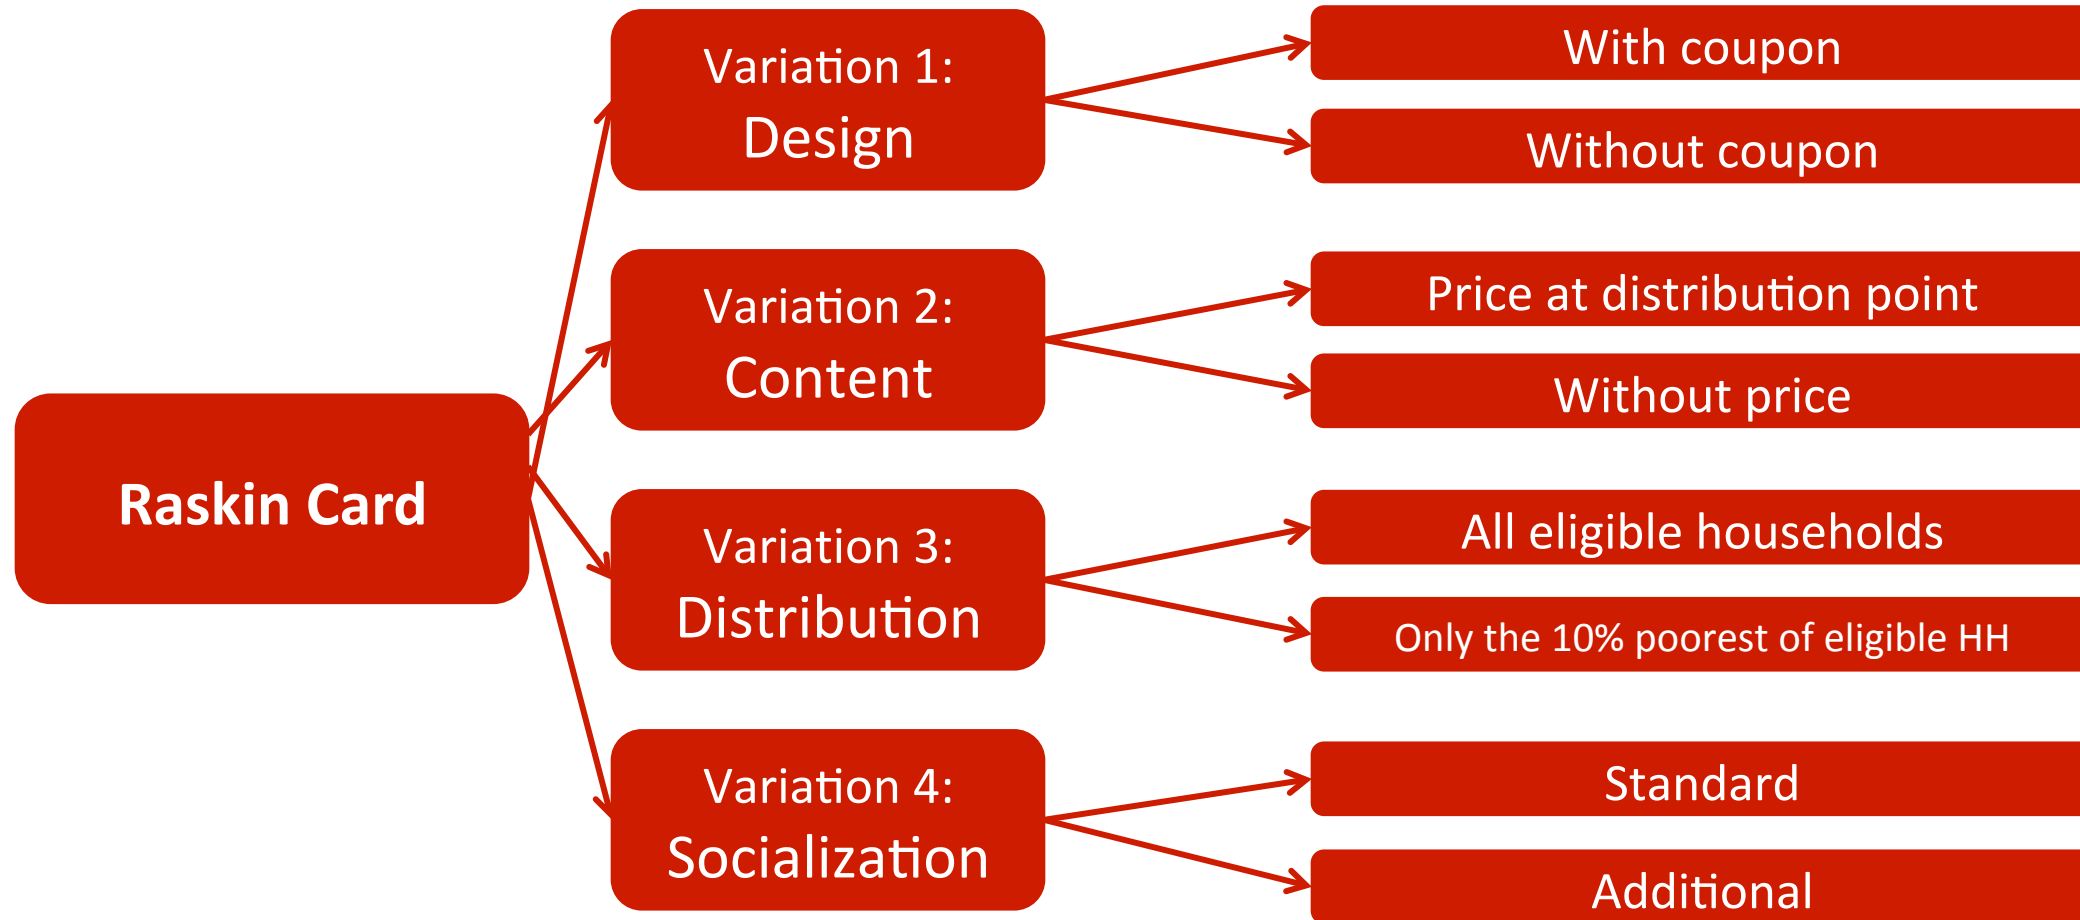 Raskin Card
Variation 1:
Design
With coupon
Without coupon
Variation 2:
Content
Price at distribution point
Without price
Variation 3:
Distribution
All eligible households
Only the 10% poorest of eligible HH
Variation 4:
Socialization
Standard
Additional